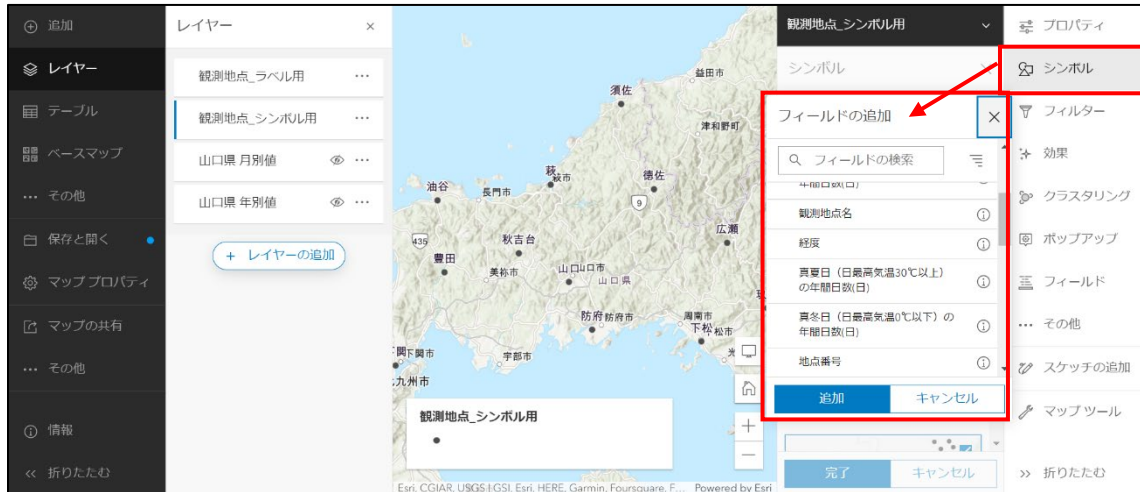 追加
レイヤー
テーブル
ベースマップ
その他
保存と開く
マップ プロパティ
マップの共有
その他
情報
折りたたむ
レイヤー
観測地点_ラベル用
観測地点_シンボル用
山口県 月別値
山口県 年別値
+ レイヤーの追加
益田市
須佐
津和野町
萩
萩市
徳佐
油谷
長門市
9
広瀬
435
秋吉台
豊田
美祢市
山口
山口市
山口県
防府
防府市
周南市
下松
下松市
下関
下関市
宇部市
北九州市
観測地点_シンボル用
Esri, CGIAR, USGS | GSI, Esri, HERE, Garmin, Foursquare, F...
Powered by Esri
観測地点_シンボル用
シンボル
フィールドの追加
フィールドの検索
年間日数(日)
観測地点名
経度
真夏日（日最高気温30℃以上）
の年間日数(日)
真冬日（日最高気温0℃以下）の
年間日数(日)
地点番号
追加
キャンセル
完了
キャンセル
プロパティ
シンボル
フィルター
効果
クラスタリング
ポップアップ
フィールド
その他
スケッチの追加
マップ ツール
折りたたむ